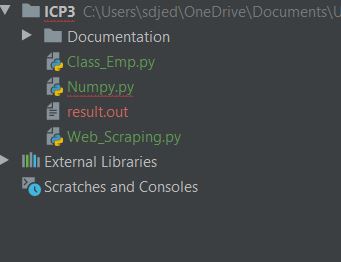 ICP3 C:\Users\sdjed\OneDrive\Documents\U
Documentation
Class_Emp.py
Numpy.py
result.out
Web_Scraping.py
External Libraries
Scratches and Consoles